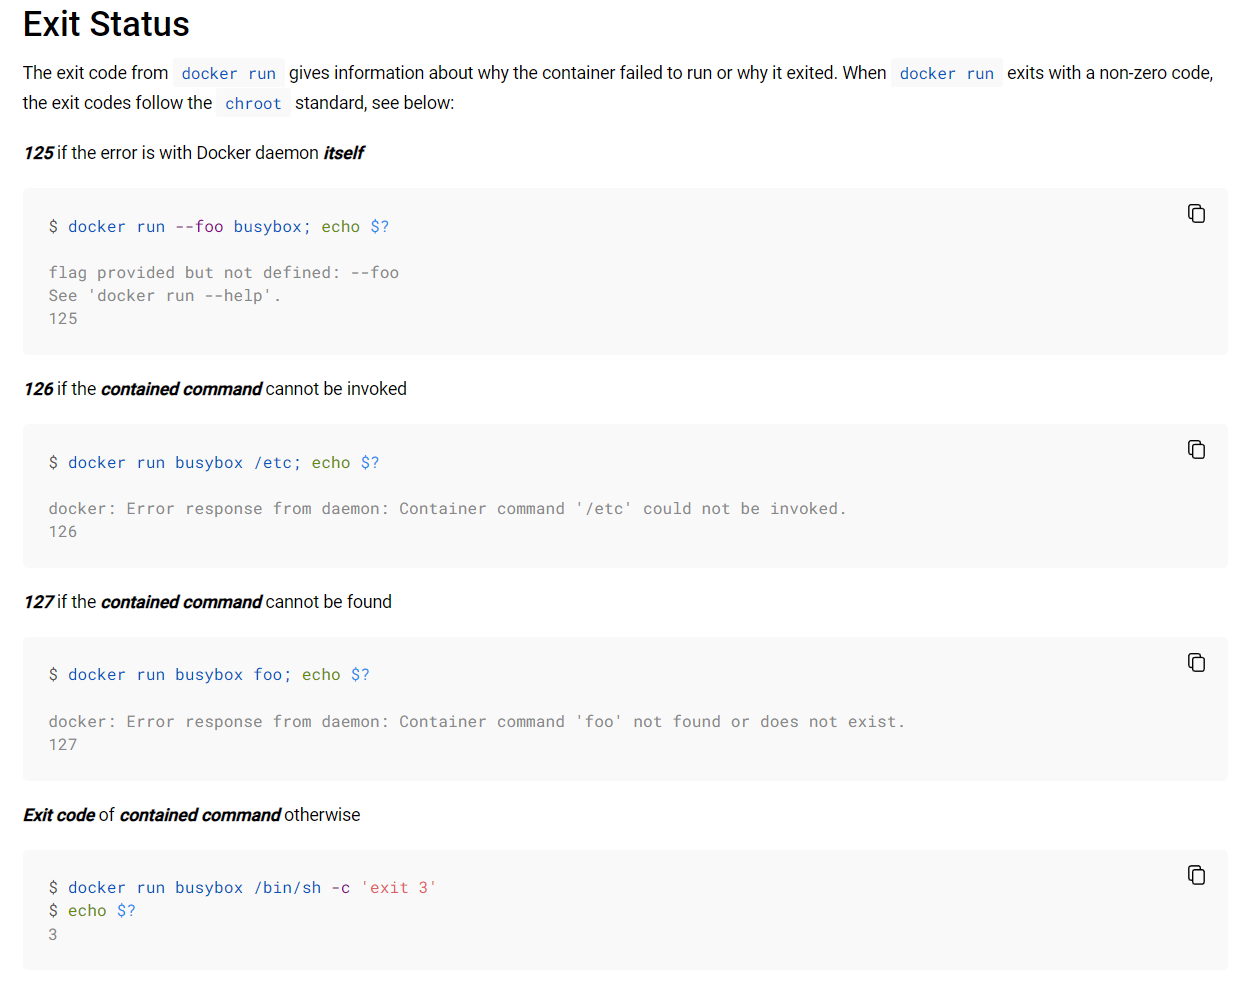 Exit Status
The exit code from docker run gives information about why the container failed to run or why it exited. When docker run exits with a non-zero code,
the exit codes follow the chroot standard, see below:
125 if the error is with Docker daemon itself
$ docker run --foo busybox; echo $?
flag provided but not defined: --foo
See 'docker run --help'.
125
126 if the contained command cannot be invoked
$ docker run busybox /etc; echo $?
docker: Error response from daemon: Container command '/etc' could not be invoked.
126
127 if the contained command cannot be found
$ docker run busybox foo; echo $?
docker: Error response from daemon: Container command 'foo' not found or does not exist.
127
Exit code of contained command otherwise
$ docker run busybox /bin/sh -c 'exit 3'
$ echo $?
3